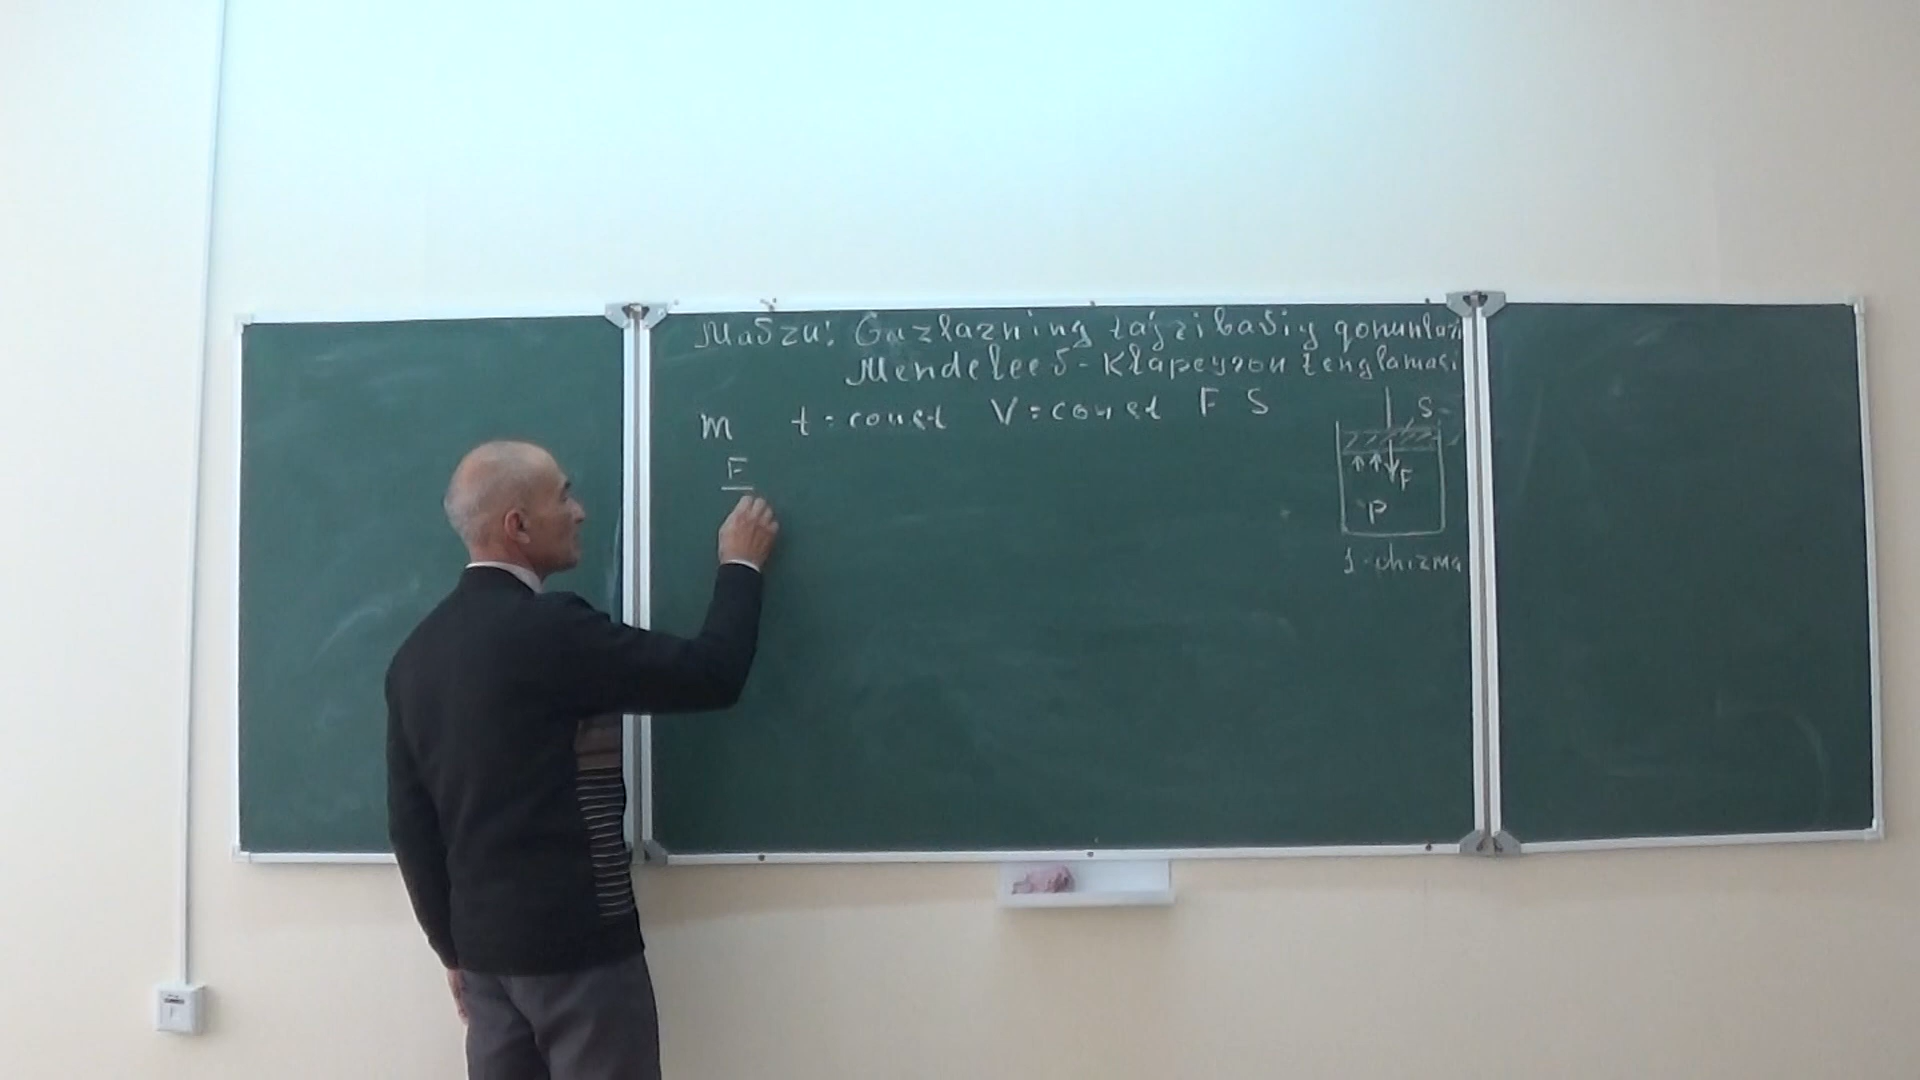 Mavzu: Gazlarning tajribaviy qonunlari
Mendeleev-Klapeyron tenglamasi
m t = const V = const F S
F
S
F
P
1-chizma